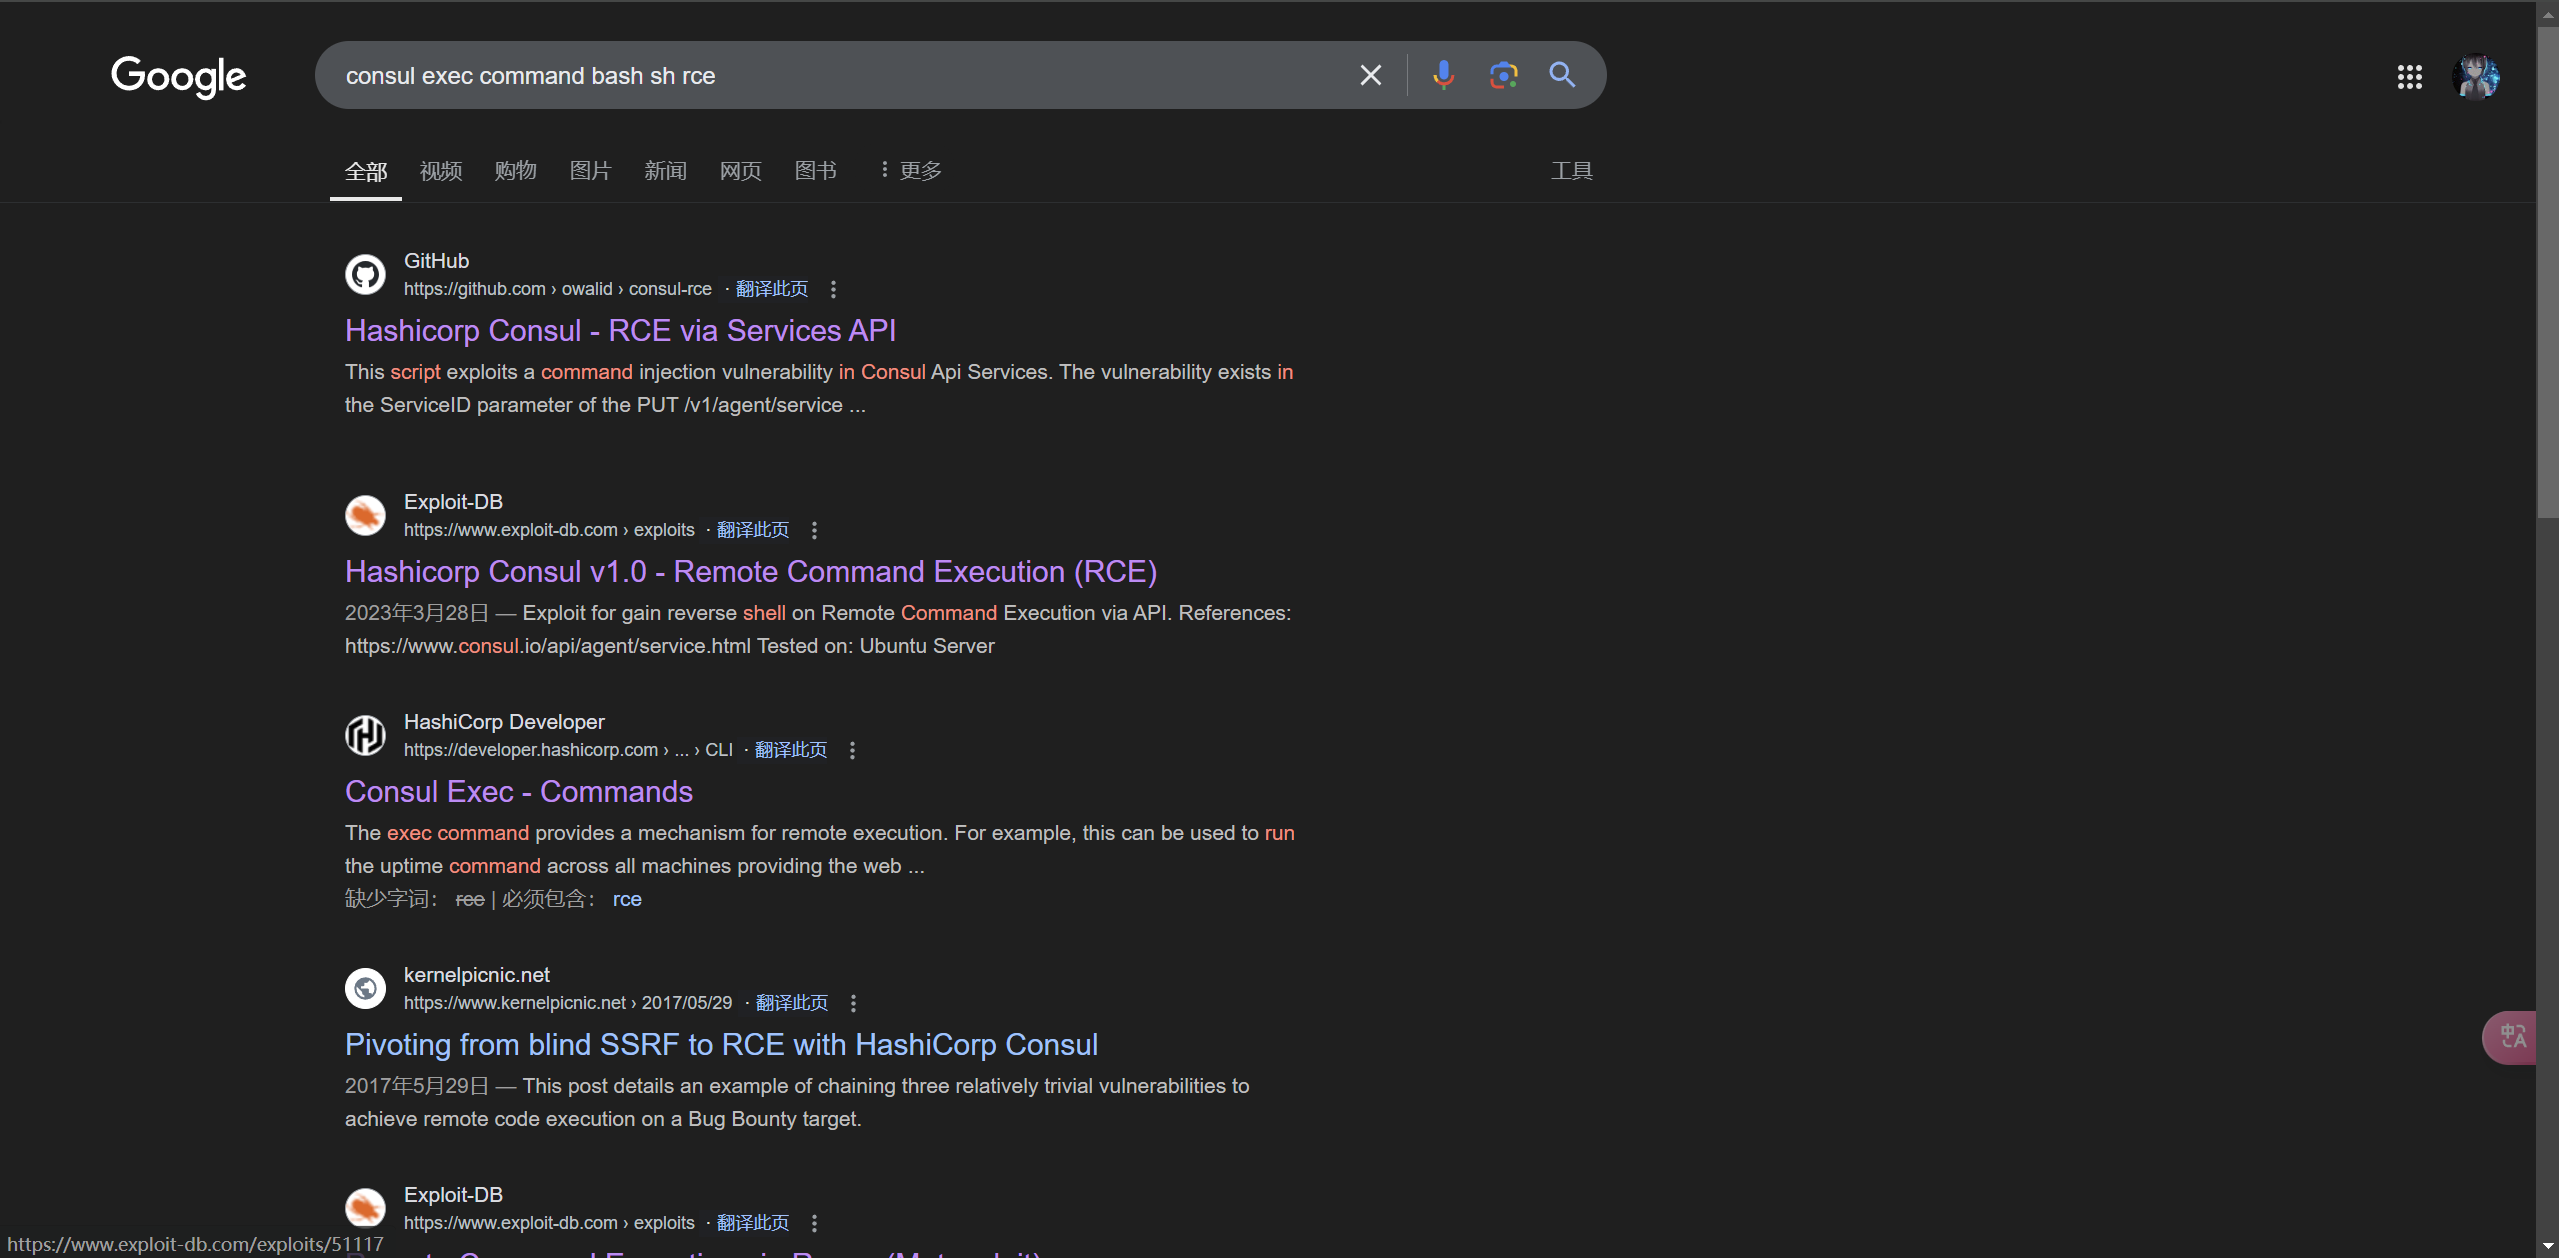 Google
consul exec command bash sh rce
全部 视频 购物 图片 新闻 网页 图书 更多 工具
GitHub
https://github.com › owalid › consul-rce · 翻译此页
Hashicorp Consul - RCE via Services API
This script exploits a command injection vulnerability in Consul Api Services. The vulnerability exists in
the ServiceID parameter of the PUT /v1/agent/service ...
Exploit-DB
https://www.exploit-db.com › exploits · 翻译此页
Hashicorp Consul v1.0 - Remote Command Execution (RCE)
2023年3月28日 — Exploit for gain reverse shell on Remote Command Execution via API. References:
https://www.consul.io/api/agent/service.html Tested on: Ubuntu Server
HashiCorp Developer
https://developer.hashicorp.com › ... › CLI · 翻译此页
Consul Exec - Commands
The exec command provides a mechanism for remote execution. For example, this can be used to run
the uptime command across all machines providing the web ...
缺少字词： rce | 必须包含： rce
kernelpicnic.net
https://www.kernelpicnic.net › 2017/05/29 · 翻译此页
Pivoting from blind SSRF to RCE with HashiCorp Consul
2017年5月29日 — This post details an example of chaining three relatively trivial vulnerabilities to
achieve remote code execution on a Bug Bounty target.
Exploit-DB
https://www.exploit-db.com › exploits · 翻译此页
https://www.exploit-db.com/exploits/51117